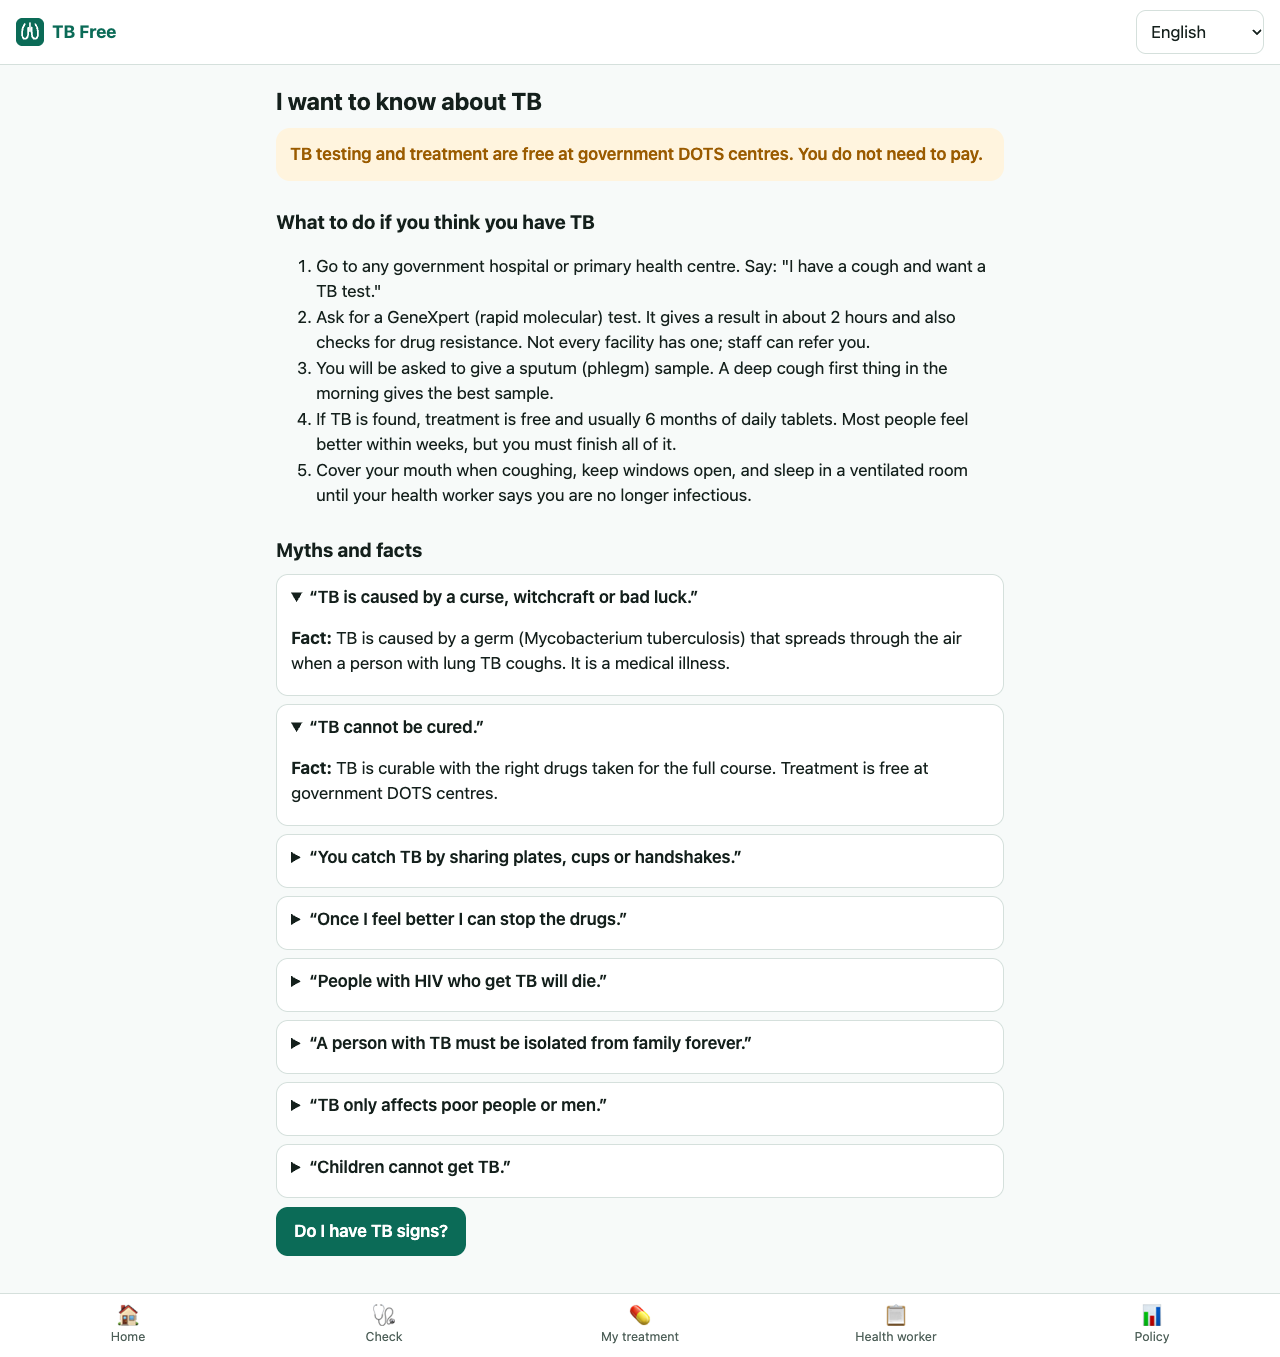 TB Free
English
I want to know about TB
TB testing and treatment are free at government DOTS centres. You do not need to pay.
What to do if you think you have TB
1. Go to any government hospital or primary health centre. Say: "I have a cough and want a
TB test."
2. Ask for a GeneXpert (rapid molecular) test. It gives a result in about 2 hours and also
checks for drug resistance. Not every facility has one; staff can refer you.
3. You will be asked to give a sputum (phlegm) sample. A deep cough first thing in the
morning gives the best sample.
4. If TB is found, treatment is free and usually 6 months of daily tablets. Most people feel
better within weeks, but you must finish all of it.
5. Cover your mouth when coughing, keep windows open, and sleep in a ventilated room
until your health worker says you are no longer infectious.
Myths and facts
“TB is caused by a curse, witchcraft or bad luck.”
Fact: TB is caused by a germ (Mycobacterium tuberculosis) that spreads through the air
when a person with lung TB coughs. It is a medical illness.
“TB cannot be cured.”
Fact: TB is curable with the right drugs taken for the full course. Treatment is free at
government DOTS centres.
“You catch TB by sharing plates, cups or handshakes.”
“Once I feel better I can stop the drugs.”
“People with HIV who get TB will die.”
“A person with TB must be isolated from family forever.”
“TB only affects poor people or men.”
“Children cannot get TB.”
Do I have TB signs?
Home
Check
My treatment
Health worker
Policy